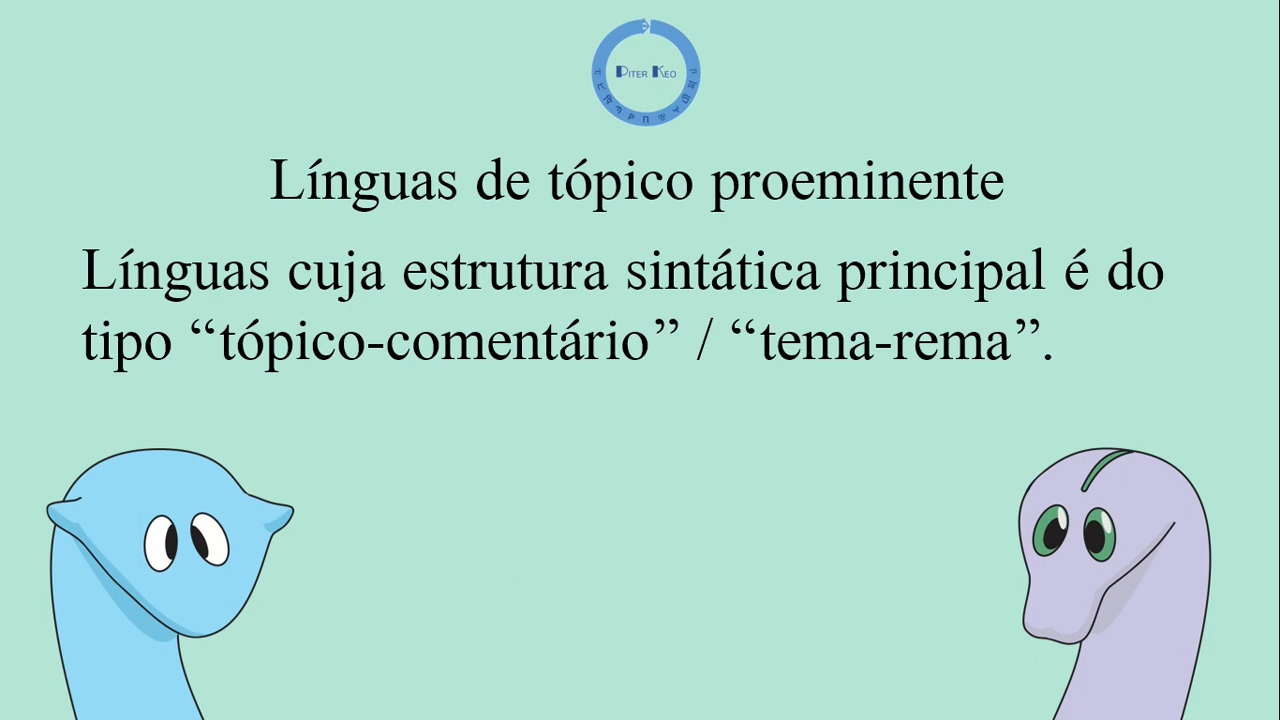 PITER KEO
Línguas de tópico proeminente
Línguas cuja estrutura sintática principal é do
tipo “tópico-comentário” / “tema-rema”.